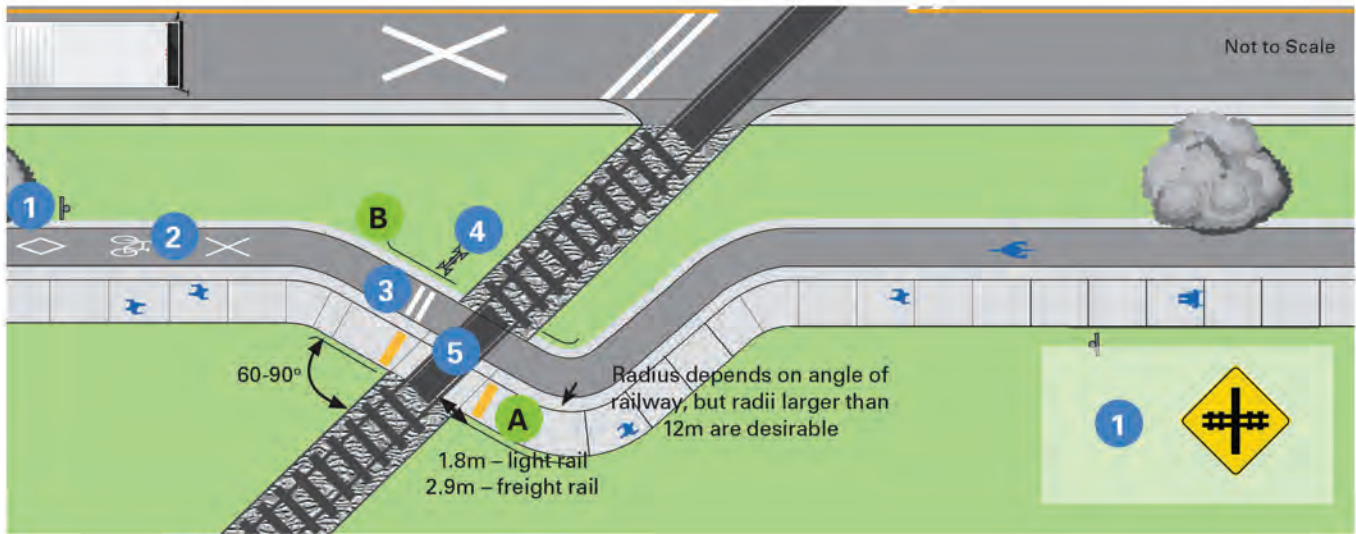 Not to Scale
1
2
B
4
3
5
60-90°
A
Radius depends on angle of
railway, but radii larger than
12m are desirable
1.8m – light rail
2.9m – freight rail
1